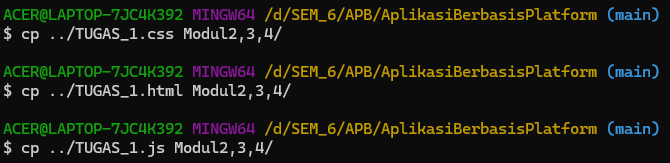 ACER@LAPTOP-7JC4K392 MINGW64 /d/SEM_6/APB/AplikasiBerbasisPlatform (main)
$ cp ../TUGAS_1.css Modul2,3,4/
ACER@LAPTOP-7JC4K392 MINGW64 /d/SEM_6/APB/AplikasiBerbasisPlatform (main)
$ cp ../TUGAS_1.html Modul2,3,4/
ACER@LAPTOP-7JC4K392 MINGW64 /d/SEM_6/APB/AplikasiBerbasisPlatform (main)
$ cp ../TUGAS_1.js Modul2,3,4/